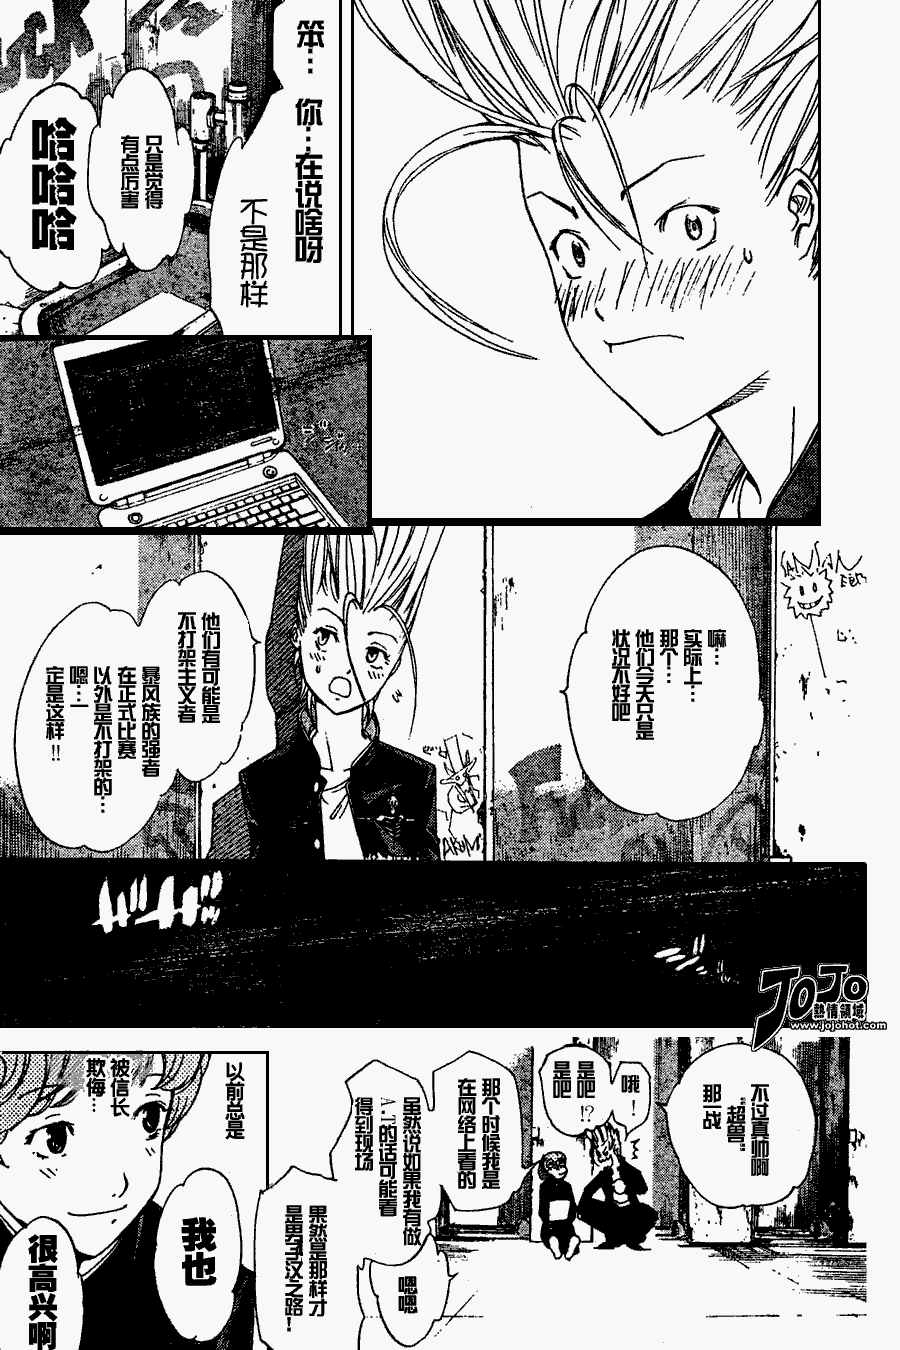 笨…
你…在说啥呀
不是那样
只是觉得
有点厉害
嘛…
实际上…
那个…
他们今天只是
状况不好吧
他们有可能是
不打架主义者
暴风族的强者
在正式比赛
以外是不打架的…
嗯…一
定是这样!!
AKUM
ガガガ
JOJO
熱情領域
www.jojohot.com
不过真帅啊
“超兽”
那一战
哦!
是吧
是吧!?
那个时候我是
在网络上看的
虽然说如果我有做
A.T的话可能看
得到现场
嗯嗯
果然是那样才
是男子汉之路!
以前总是
被信长
欺侮…
我也
很高兴啊